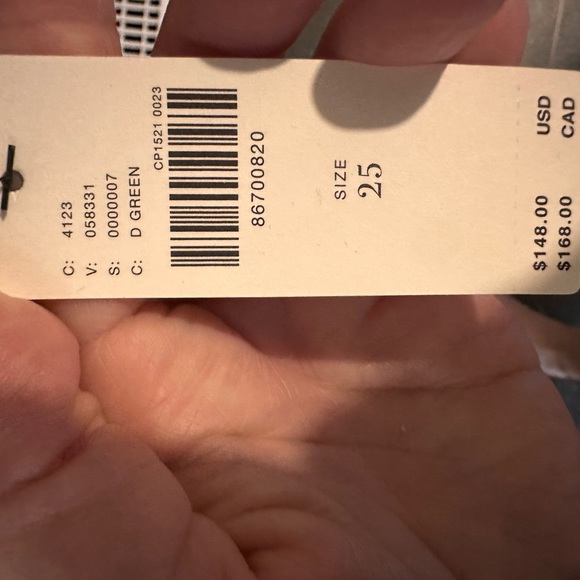 C: 4123
V: 058331
S: 0000007
C: D GREEN
CP1521 0023
86700820
SIZE
25
$148.00 USD
$168.00 CAD